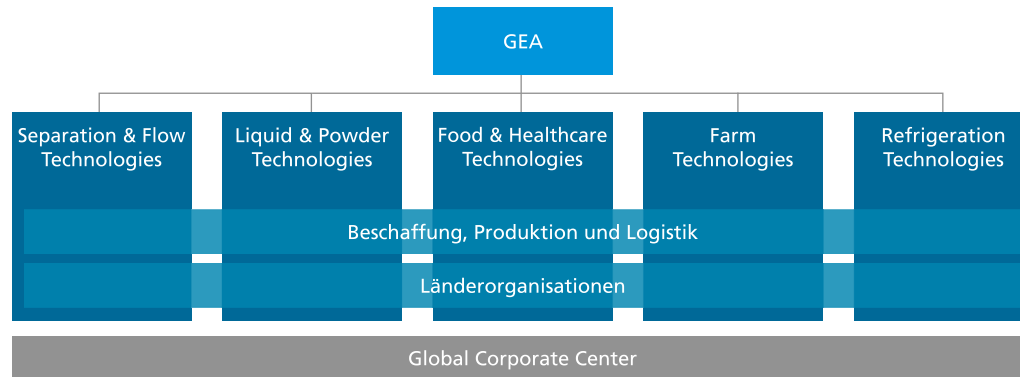 GEA
Separation & Flow
Technologies
Liquid & Powder
Technologies
Food & Healthcare
Technologies
Farm
Technologies
Refrigeration
Technologies
Beschaffung, Produktion und Logistik
Länderorganisationen
Global Corporate Center